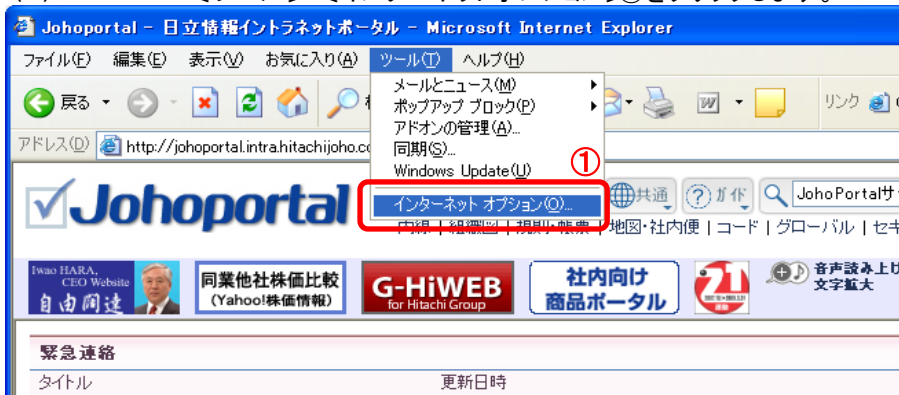 Johoportal - 日立情報イントラネットポータル - Microsoft Internet Explorer
ファイル(F) 編集(E) 表示(V) お気に入り(A) ツール(T) ヘルプ(H)
メールとニュース(M)
戻る
ポップアップ ブロック(P)
リンク
アドオンの管理(A)...
アドレス(D) http://johoportal.intra.hitachijoho.co
同期(S)...
Windows Update(U)
①
インターネット オプション(O)...
Johoportal
共通 ? ガイド JohoPortalサ
内線 | 組織図 | 規則・帳票 | 地図・社内便 | コード | グローバル | セキ
Iwao HARA,
CEO Website
自由闊達
同業他社株価比較
(Yahoo!株価情報)
G-HiWEB
for Hitachi Group
社内向け
商品ポータル
21
音声読み上げ
文字拡大
緊急連絡
タイトル 更新日時